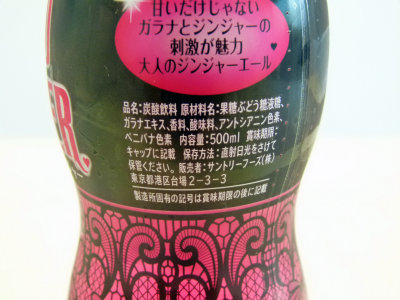 甘いだけじゃない
ガラナとジンジャーの
刺激が魅力
大人のジンジャーエール
ER
品名:炭酸飲料 原材料名:果糖ぶどう糖液糖、
ガラナエキス、香料、酸味料、アントシアニン色素、
ベニバナ色素 内容量:500ml 賞味期限:
キャップに記載 保存方法:直射日光をさけて
保管ください。 販売者:サントリーフーズ(株)
東京都港区台場2-3-3
製造所固有の記号は賞味期限の後に記載